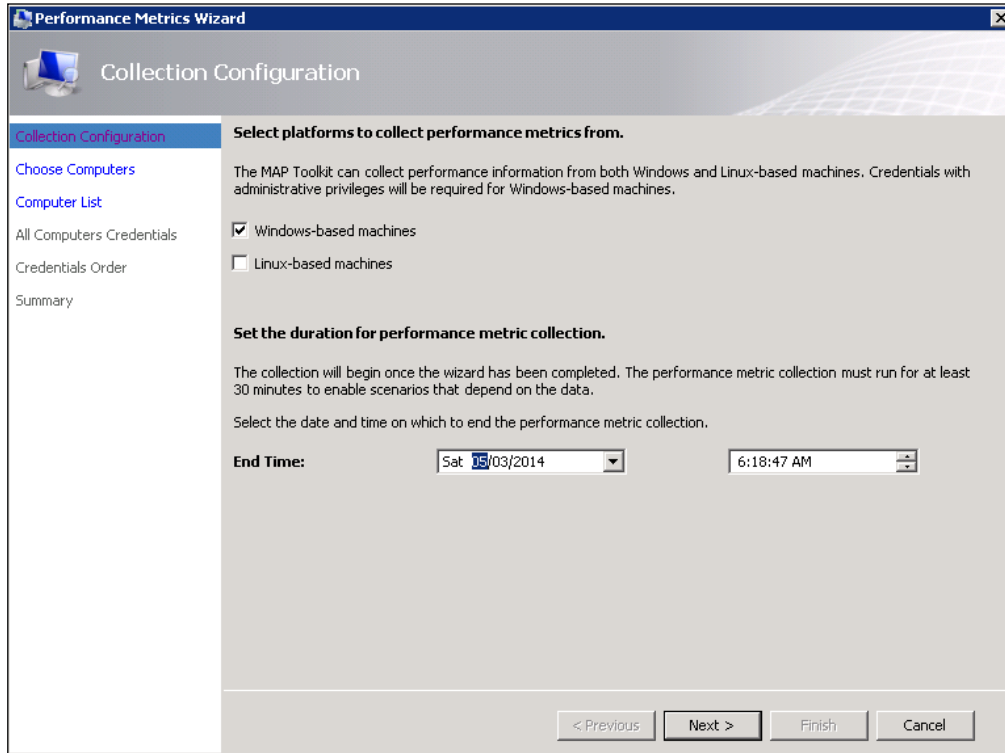 Performance Metrics Wizard
Collection Configuration
Collection Configuration
Choose Computers
Computer List
All Computers Credentials
Credentials Order
Summary
Select platforms to collect performance metrics from.
The MAP Toolkit can collect performance information from both Windows and Linux-based machines. Credentials with
administrative privileges will be required for Windows-based machines.
Windows-based machines
Linux-based machines
Set the duration for performance metric collection.
The collection will begin once the wizard has been completed. The performance metric collection must run for at least
30 minutes to enable scenarios that depend on the data.
Select the date and time on which to end the performance metric collection.
End Time: Sat 05/03/2014 6:18:47 AM
< Previous Next > Finish Cancel